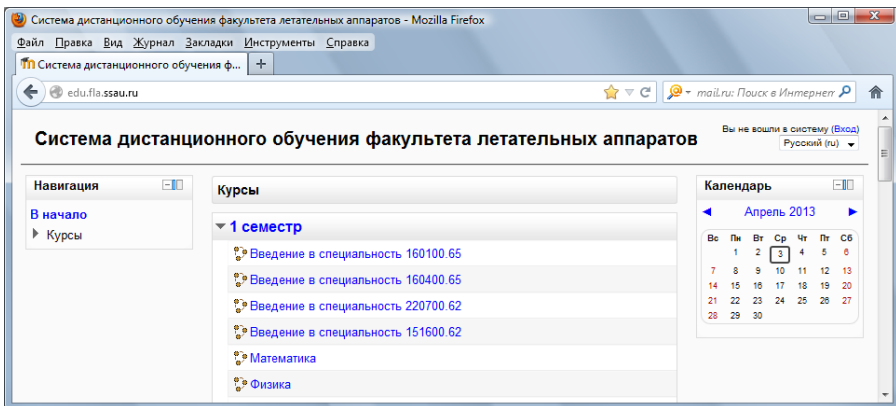 Система дистанционного обучения факультета летательных аппаратов - Mozilla Firefox
Файл Правка Вид Журнал Закладки Инструменты Справка
Система дистанционного обучения ф...
edu.fla.ssau.ru
mail.ru: Поиск в Интернет
Система дистанционного обучения факультета летательных аппаратов
Вы не вошли в систему (Вход)
Русский (ru)
Навигация
В начало
Курсы
Курсы
1 семестр
Введение в специальность 160100.65
Введение в специальность 160400.65
Введение в специальность 220700.62
Введение в специальность 151600.62
Математика
Физика
Календарь
Апрель 2013
Вс Пн Вт Ср Чт Пт Сб
1 2 3 4 5 6
7 8 9 10 11 12 13
14 15 16 17 18 19 20
21 22 23 24 25 26 27
28 29 30